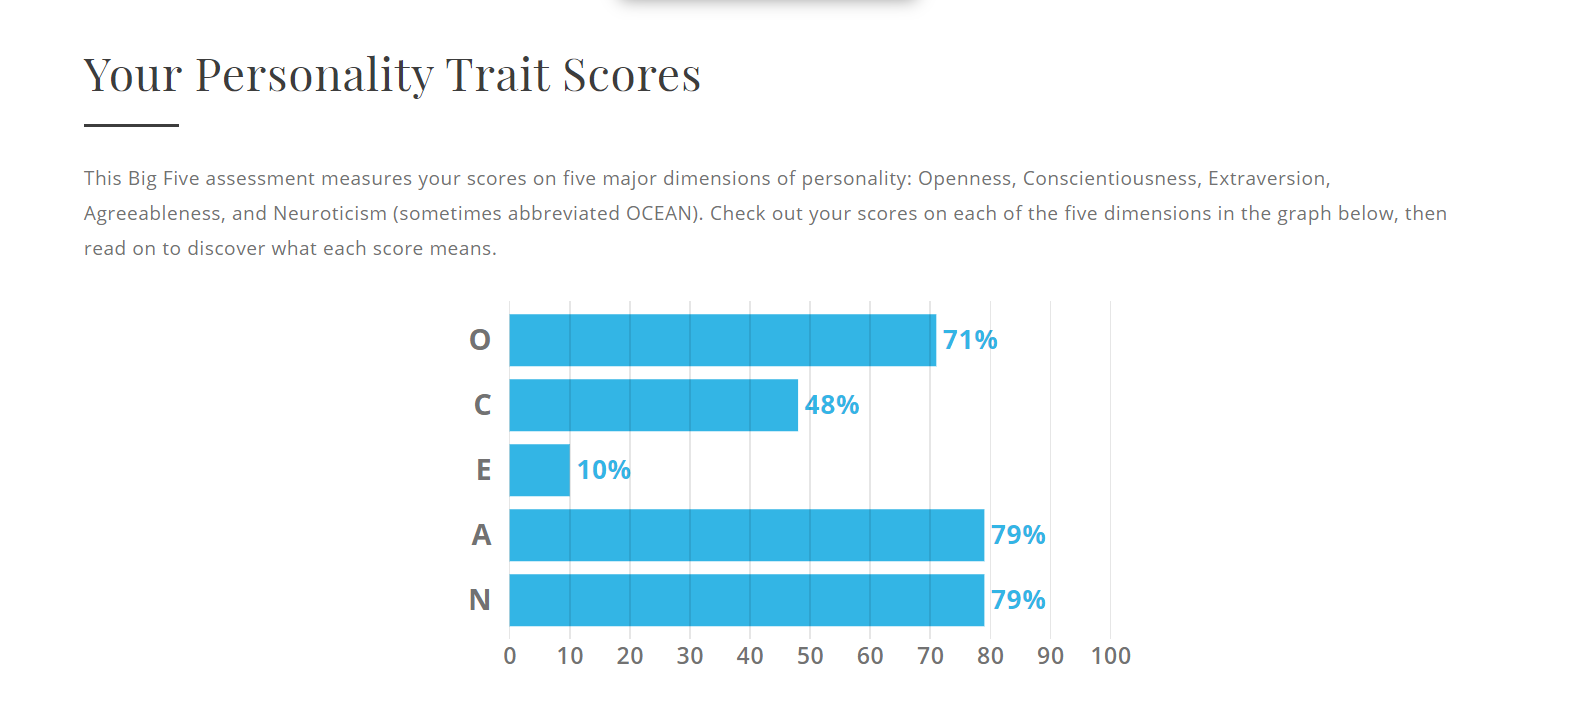 Your Personality Trait Scores
This Big Five assessment measures your scores on five major dimensions of personality: Openness, Conscientiousness, Extraversion,
Agreeableness, and Neuroticism (sometimes abbreviated OCEAN). Check out your scores on each of the five dimensions in the graph below, then
read on to discover what each score means.
O 71%
C 48%
E 10%
A 79%
N 79%
0 10 20 30 40 50 60 70 80 90 100